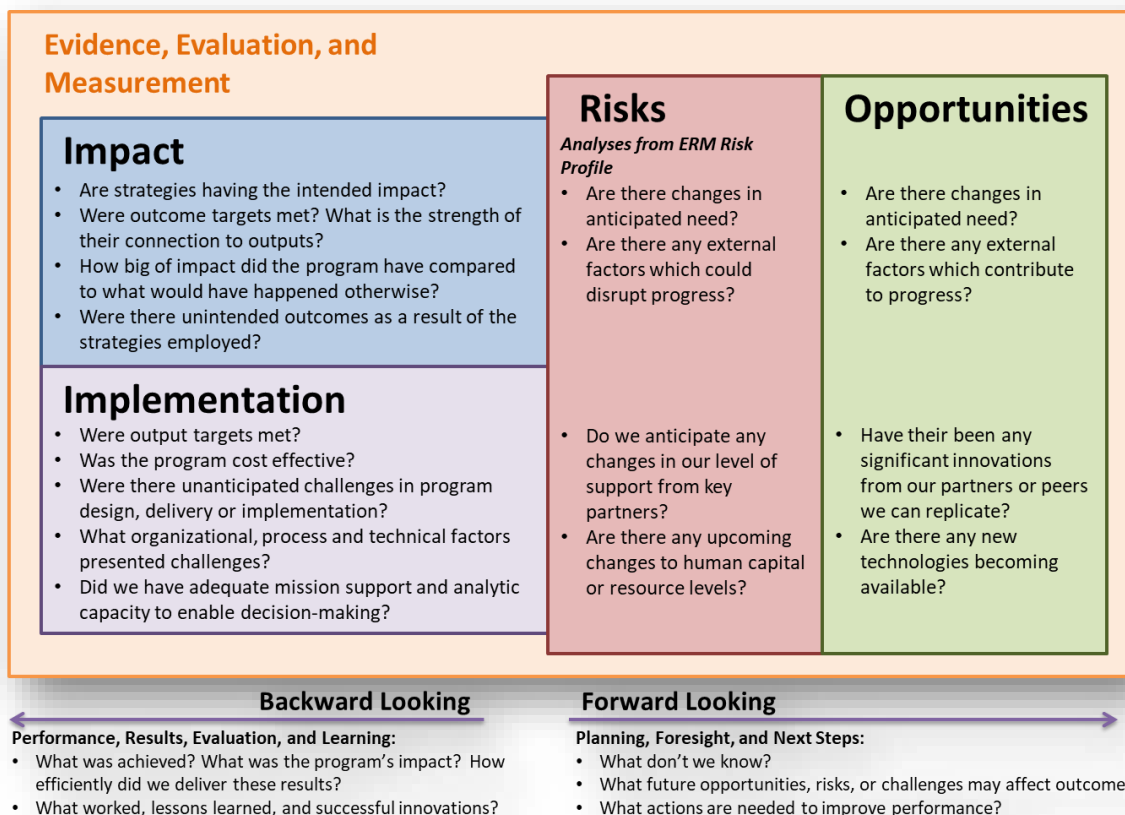 Evidence, Evaluation, and
Measurement
Impact
• Are strategies having the intended impact?
• Were outcome targets met? What is the strength of
their connection to outputs?
• How big of impact did the program have compared
to what would have happened otherwise?
• Were there unintended outcomes as a result of the
strategies employed?
Implementation
• Were output targets met?
• Was the program cost effective?
• Were there unanticipated challenges in program
design, delivery or implementation?
• What organizational, process and technical factors
presented challenges?
• Did we have adequate mission support and analytic
capacity to enable decision-making?
Risks
Analyses from ERM Risk
Profile
• Are there changes in
anticipated need?
• Are there any external
factors which could
disrupt progress?
• Do we anticipate any
changes in our level of
support from key
partners?
• Are there any upcoming
changes to human capital
or resource levels?
Opportunities
• Are there changes in
anticipated need?
• Are there any external
factors which contribute
to progress?
• Have their been any
significant innovations
from our partners or peers
we can replicate?
• Are there any new
technologies becoming
available?
Backward Looking
Performance, Results, Evaluation, and Learning:
• What was achieved? What was the program's impact? How
efficiently did we deliver these results?
• What worked, lessons learned, and successful innovations?
Forward Looking
Planning, Foresight, and Next Steps:
• What don't we know?
• What future opportunities, risks, or challenges may affect outcome
• What actions are needed to improve performance?